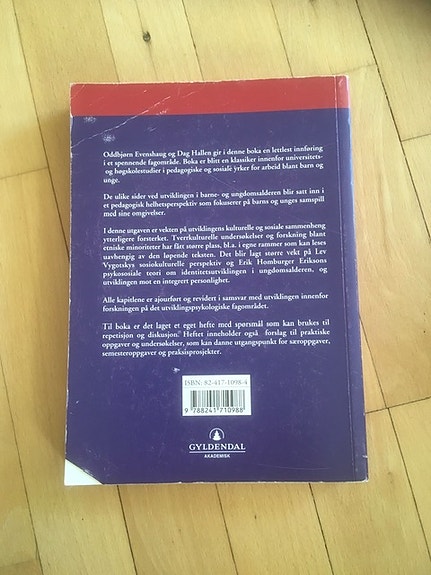 Oddbjørn Evenshaug og Dag Hallen gir i denne boka en lettlest innføring
i et spennende fagområde. Boka er blitt en klassiker innenfor universitets-
og høgskolestudier i pedagogiske og sosiale yrker for arbeid blant barn og
unge.
De ulike sider ved utviklingen i barne- og ungdomsalderen blir satt inn i
et pedagogisk helhetsperspektiv som fokuserer på barns og unges samspill
med sine omgivelser.
I denne utgaven er vekten på utviklingens kulturelle og sosiale sammenheng
ytterligere forsterket. Tverrkulturelle undersøkelser og forskning blant
etniske minoriteter har fått større plass, bl.a. i egne rammer som kan leses
uavhengig av den løpende teksten. Det blir lagt større vekt på Lev
Vygotskys sosiokulturelle perspektiv og Erik Homburger Eriksons
psykososiale teori om identitetsutviklingen i ungdomsalderen, og
utviklingen mot en integrert personlighet.
Alle kapitlene er ajourført og revidert i samsvar med utviklingen innenfor
forskningen på det utviklingspsykologiske fagområdet.
Til boka er det laget et eget hefte med spørsmål som kan brukes til
repetisjon og diskusjon. Heftet inneholder også forslag til praktiske
oppgaver og undersøkelser, som kan danne utgangspunkt for særoppgaver,
semesteroppgaver og praksisprosjekter.
ISBN: 82-417-1098-4
9 788241 710988
GYLDENDAL
AKADEMISK